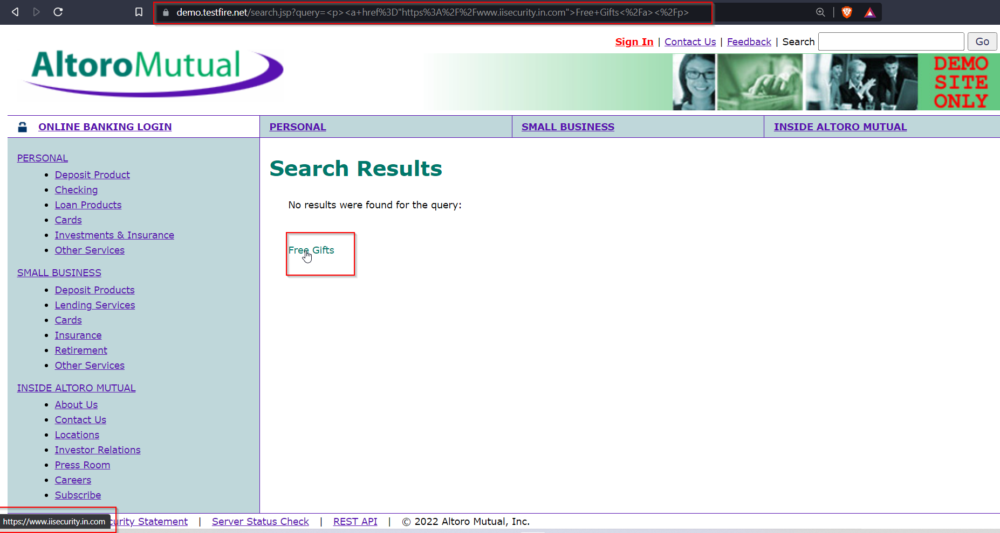 demo.testfire.net/search.jsp?query=<p><a+href%3D"https%3A%2F%2Fwww.iisecurity.in.com">Free+Gifts<%2Fa><%2Fp>
Sign In | Contact Us | Feedback | Search Go
AltoroMutual
DEMO
SITE
ONLY
ONLINE BANKING LOGIN PERSONAL SMALL BUSINESS INSIDE ALTORO MUTUAL
PERSONAL
Deposit Product
Checking
Loan Products
Cards
Investments & Insurance
Other Services
SMALL BUSINESS
Deposit Products
Lending Services
Cards
Insurance
Retirement
Other Services
INSIDE ALTORO MUTUAL
About Us
Contact Us
Locations
Investor Relations
Press Room
Careers
Subscribe
Search Results
No results were found for the query:
Free Gifts
https://www.iisecurity.in.com curity Statement | Server Status Check | REST API | © 2022 Altoro Mutual, Inc.